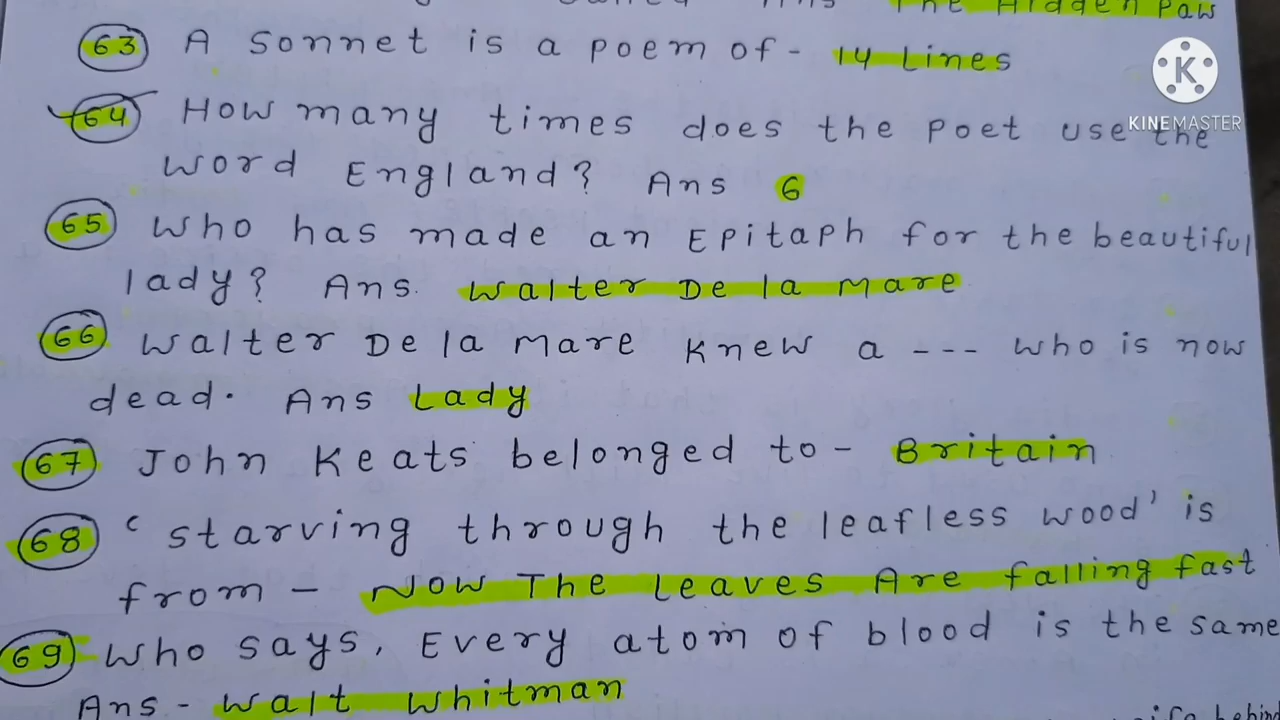 The Hidden Paw
63 A sonnet is a poem of - 14 Lines
64 How many times does the poet use the
word England? Ans 6
65 Who has made an Epitaph for the beautiful
lady? Ans. Walter De la Mare
66 Walter De la Mare knew a --- who is now
dead. Ans Lady
67 John Keats belonged to - Britain
68 ‘starving through the leafless wood’ is
from - Now The Leaves Are falling fast
69 Who says, Every atom of blood is the same
Ans - Walt Whitman
behind
K
KINEMASTER